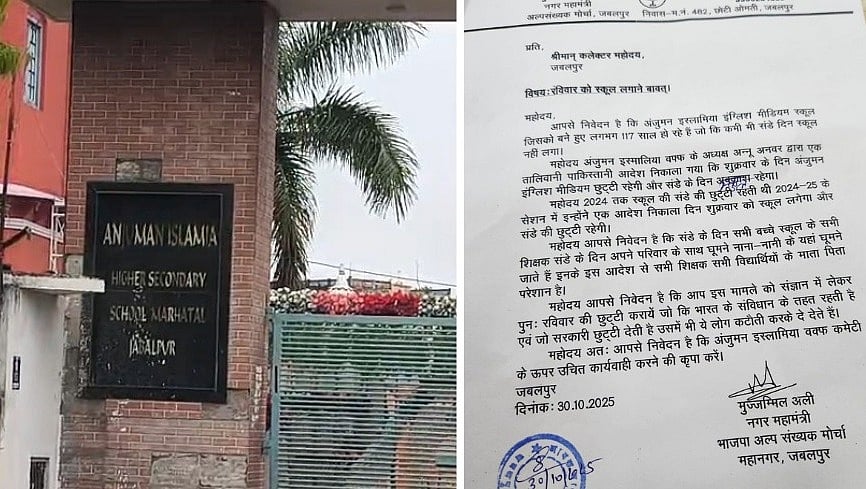 ANJUMAN ISLAMIA
HIGHER SECONDARY
SCHOOL MARHATAL
JABALPUR
नगर महामंत्री
अल्पसंख्यक मोर्चा, जबलपुर निवास-म.नं. 482, छोटी ओमती, जबलपुर
प्रति,
श्रीमान् कलेक्टर महोदय,
जबलपुर
विषय:रविवार को स्कूल लगाने बावत्।
महोदय,
आपसे निवेदन है कि अंजुमन इस्लामिया इंग्लिश मीडियम स्कूल
जिसको बने हुए लगभग 117 साल हो रहे हैं जो कि कभी भी संडे दिन स्कूल
नहीं लगा।
महोदय अंजुमन इस्मालिया वक्फ के अध्यक्ष अन्नू अनवर द्वारा एक
तालिवानी पाकिस्तानी आदेश निकाला गया कि शुक्रवार के दिन अंजुमन
इंग्लिश मीडियम छुट्टी रहेगी और संडे के दिन रहेगा।
महोदय 2024 तक स्कूल की संडे की छुट्टी रहती थी 2024-25 के
सेशन में इन्होंने एक आदेश निकाला दिन शुक्रवार को स्कूल लगेगा और
संडे की छुट्टी रहेगी।
महोदय आपसे निवेदन है कि संडे के दिन सभी बच्चे स्कूल के सभी
शिक्षक संडे के दिन अपने परिवार के साथ घूमने नाना-नानी के यहां घूमने
जाते हैं इनके इस आदेश से सभी शिक्षक सभी विद्यार्थियों के माता पिता
परेशान है।
महोदय आपसे निवेदन है कि आप इस मामले को संज्ञान में लेकर
पुनः रविवार की छुट्टी करायें जो कि भारत के संविधान के तहत रहती है
एवं जो सरकारी छुट्टी देती है उसमें भी ये लोग कटौती करके दे देते हैं।
महोदय अतः आपसे निवेदन है कि अंजुमन इस्लामिया वक्फ कमेटी
के ऊपर उचित कार्यवाही करने की कृपा करें।
जबलपुर
दिनांक: 30.10.2025
मुज्जम्मिल अली
नगर महामंत्री
भाजपा अल्प संख्यक मोर्चा
महानगर, जबलपुर
30/10/25